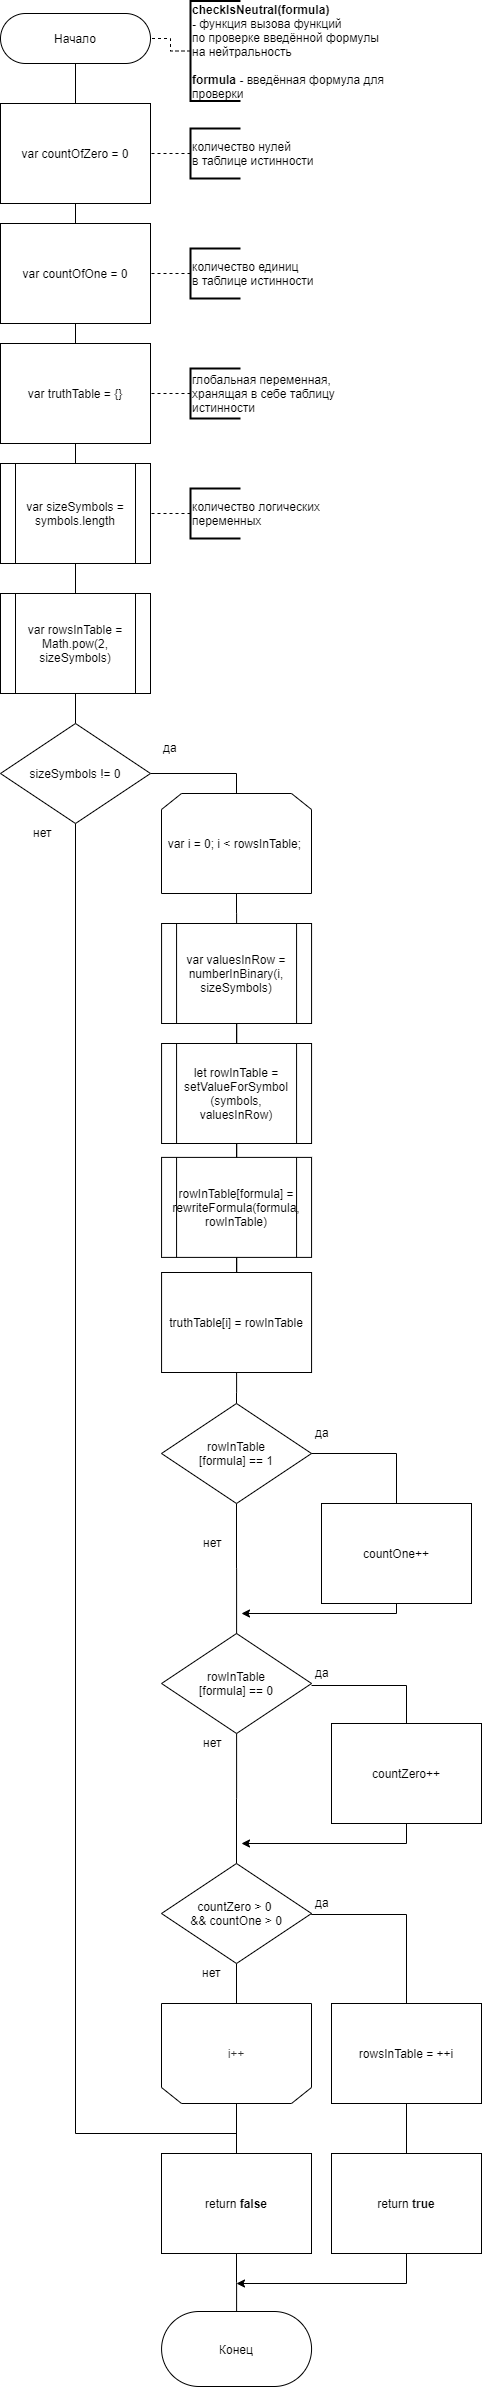 Начало
checkIsNeutral(formula)
- функция вызова функций
по проверке введённой формулы
на нейтральность
formula - введённая формула для
проверки
var countOfZero = 0
количество нулей
в таблице истинности
var countOfOne = 0
количество единиц
в таблице истинности
var truthTable = {}
глобальная переменная,
хранящая в себе таблицу
истинности
var sizeSymbols =
symbols.length
количество логических
переменных
var rowsInTable =
Math.pow(2,
sizeSymbols)
sizeSymbols != 0
да
нет
var i = 0; i < rowsInTable;
var valuesInRow =
numberInBinary(i,
sizeSymbols)
let rowInTable =
setValueForSymbol
(symbols,
valuesInRow)
rowInTable[formula] =
rewriteFormula(formula,
rowInTable)
truthTable[i] = rowInTable
rowInTable
[formula] == 1
да
нет
countOne++
rowInTable
[formula] == 0
да
нет
countZero++
countZero > 0
&& countOne > 0
да
нет
i++
rowsInTable = ++i
return false
return true
Конец